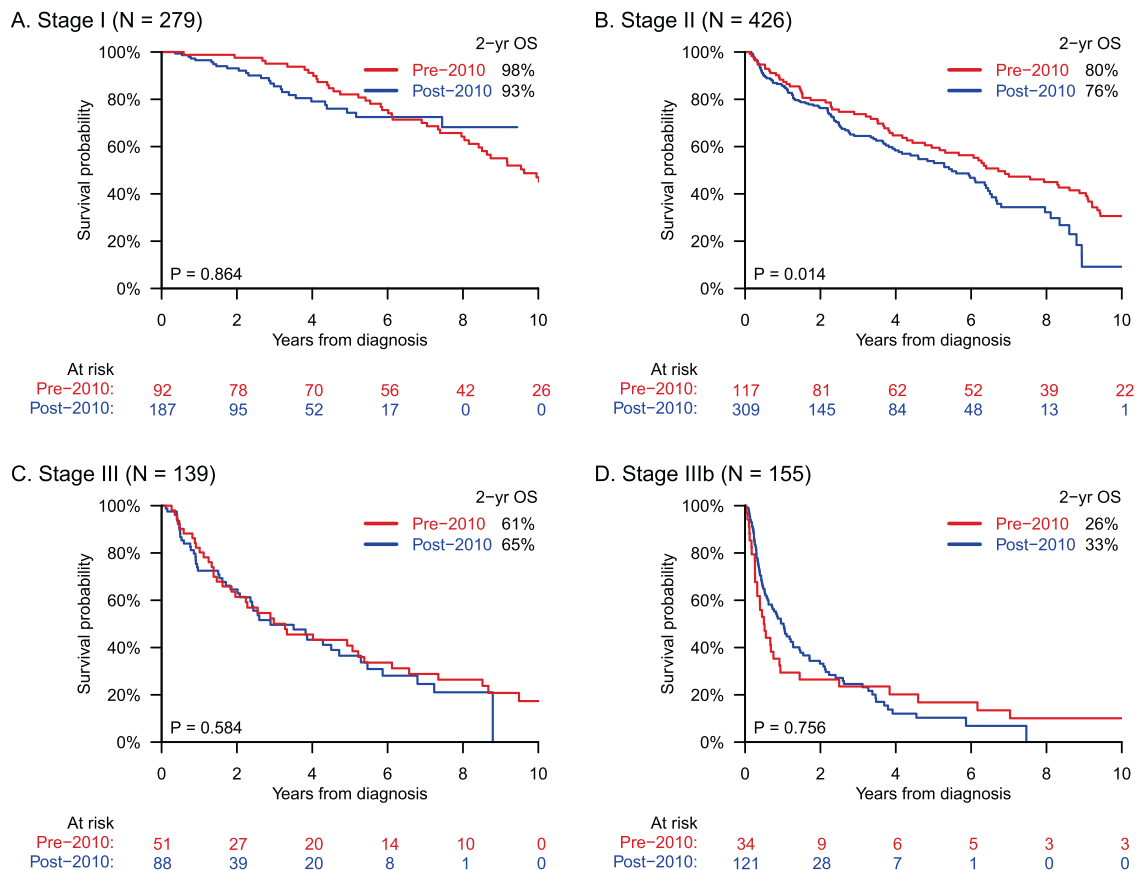 A. Stage I (N = 279)
2−yr OS
Pre−2010 98%
Post−2010 93%
100%
80%
60%
40%
20%
0%
Survival probability
P = 0.864
0 2 4 6 8 10
Years from diagnosis
At risk
Pre−2010: 92 78 70 56 42 26
Post−2010: 187 95 52 17 0 0
B. Stage II (N = 426)
2−yr OS
Pre−2010 80%
Post−2010 76%
100%
80%
60%
40%
20%
0%
Survival probability
P = 0.014
0 2 4 6 8 10
Years from diagnosis
At risk
Pre−2010: 117 81 62 52 39 22
Post−2010: 309 145 84 48 13 1
C. Stage III (N = 139)
2−yr OS
Pre−2010 61%
Post−2010 65%
100%
80%
60%
40%
20%
0%
Survival probability
P = 0.584
0 2 4 6 8 10
Years from diagnosis
At risk
Pre−2010: 51 27 20 14 10 0
Post−2010: 88 39 20 8 1 0
D. Stage IIIb (N = 155)
2−yr OS
Pre−2010 26%
Post−2010 33%
100%
80%
60%
40%
20%
0%
Survival probability
P = 0.756
0 2 4 6 8 10
Years from diagnosis
At risk
Pre−2010: 34 9 6 5 3 3
Post−2010: 121 28 7 1 0 0